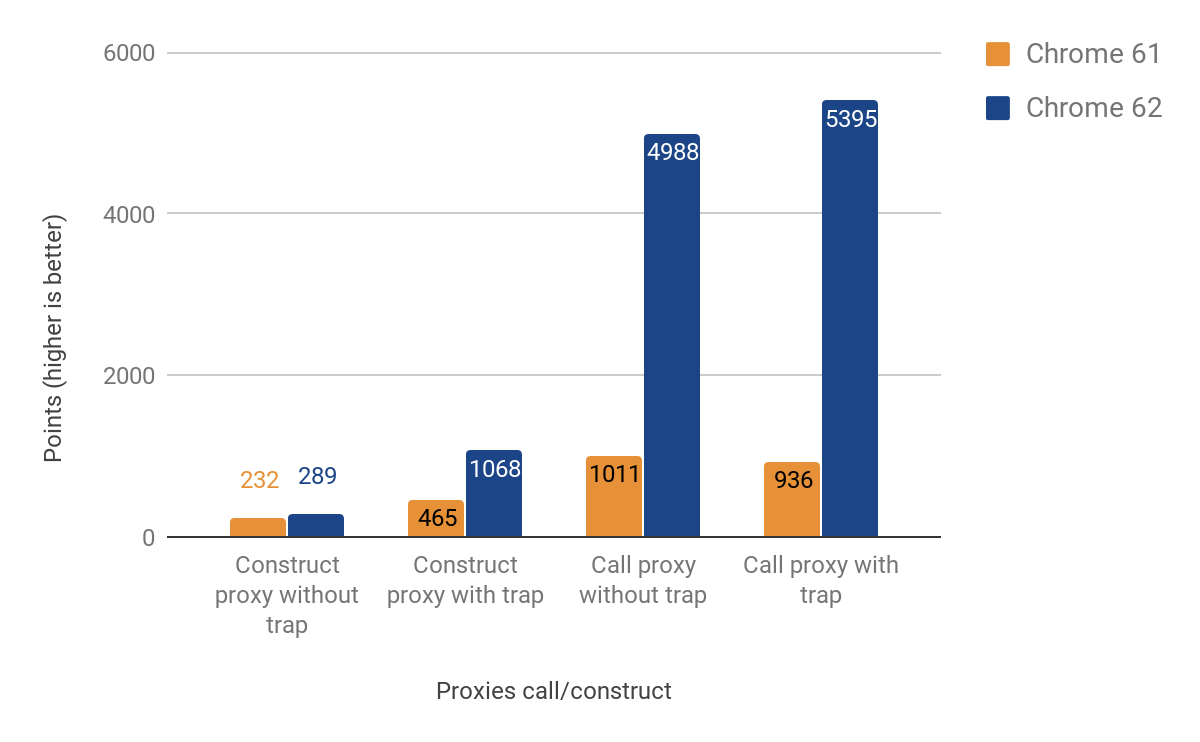 6000
4000
2000
0
Points (higher is better)
Chrome 61
Chrome 62
232
289
465
1068
1011
4988
936
5395
Construct
proxy without
trap
Construct
proxy with trap
Call proxy
without trap
Call proxy with
trap
Proxies call/construct